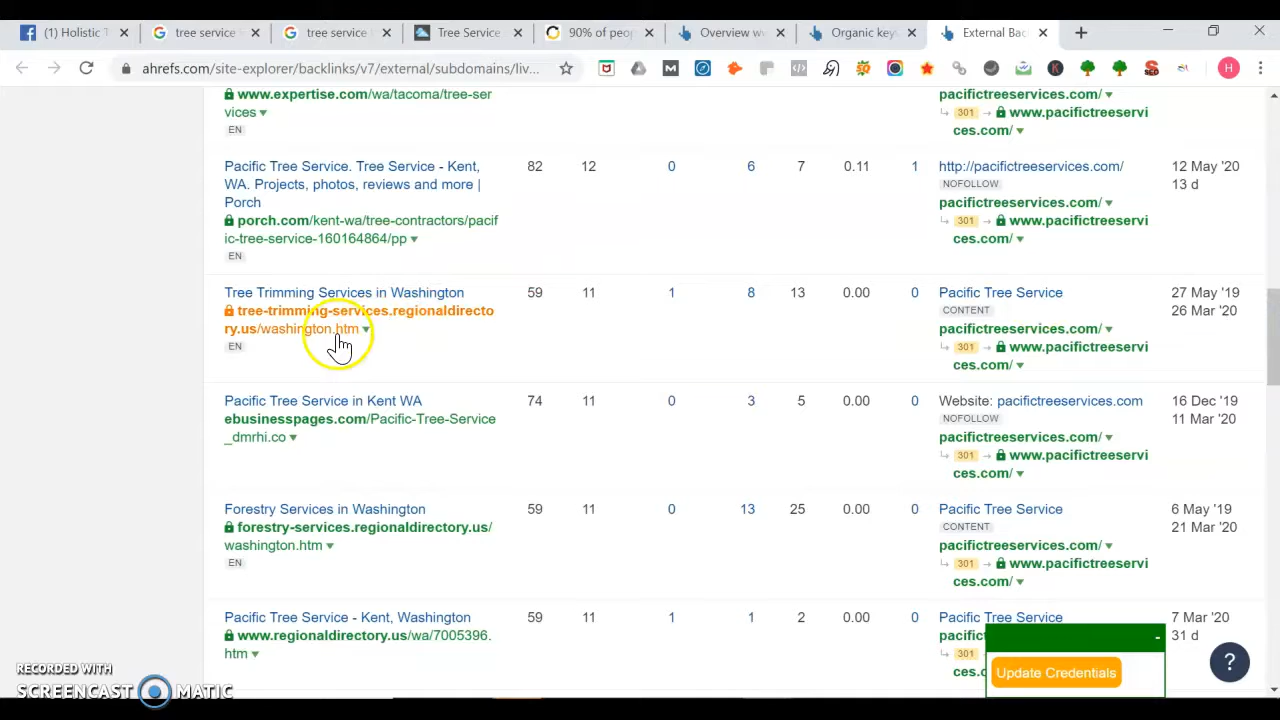 (1) Holistic T
tree service
tree service
Tree Service
90% of peop
Overview w
Organic key
External Bac
ahrefs.com/site-explorer/backlinks/v7/external/subdomains/liv...
H
www.expertise.com/wa/tacoma/tree-ser
vices
EN
pacifictreeservices.com/
301 → www.pacifictreeservi
ces.com/
Pacific Tree Service. Tree Service - Kent,
WA. Projects, photos, reviews and more |
Porch
porch.com/kent-wa/tree-contractors/pacif
ic-tree-service-160164864/pp
EN
82 12 0 6 7 0.11 1
http://pacifictreeservices.com/
NOFOLLOW
pacifictreeservices.com/
301 → www.pacifictreeservi
ces.com/
12 May '20
13 d
Tree Trimming Services in Washington
tree-trimming-services.regionaldirecto
ry.us/washington.htm
EN
59 11 1 8 13 0.00 0
Pacific Tree Service
CONTENT
pacifictreeservices.com/
301 → www.pacifictreeservi
ces.com/
27 May '19
26 Mar '20
Pacific Tree Service in Kent WA
ebusinesspages.com/Pacific-Tree-Service
_dmrhi.co
74 11 0 3 5 0.00 0
Website: pacifictreeservices.com
NOFOLLOW
pacifictreeservices.com/
301 → www.pacifictreeservi
ces.com/
16 Dec '19
11 Mar '20
Forestry Services in Washington
forestry-services.regionaldirectory.us/
washington.htm
EN
59 11 0 13 25 0.00 0
Pacific Tree Service
CONTENT
pacifictreeservices.com/
301 → www.pacifictreeservi
ces.com/
6 May '19
21 Mar '20
Pacific Tree Service - Kent, Washington
www.regionaldirectory.us/wa/7005396.
htm
59 11 1 1 2 0.00 0
Pacific Tree Service
pacific
301
ces.c
7 Mar '20
31 d
-
Update Credentials
?
RECORDED WITH
SCREENCAST MATIC